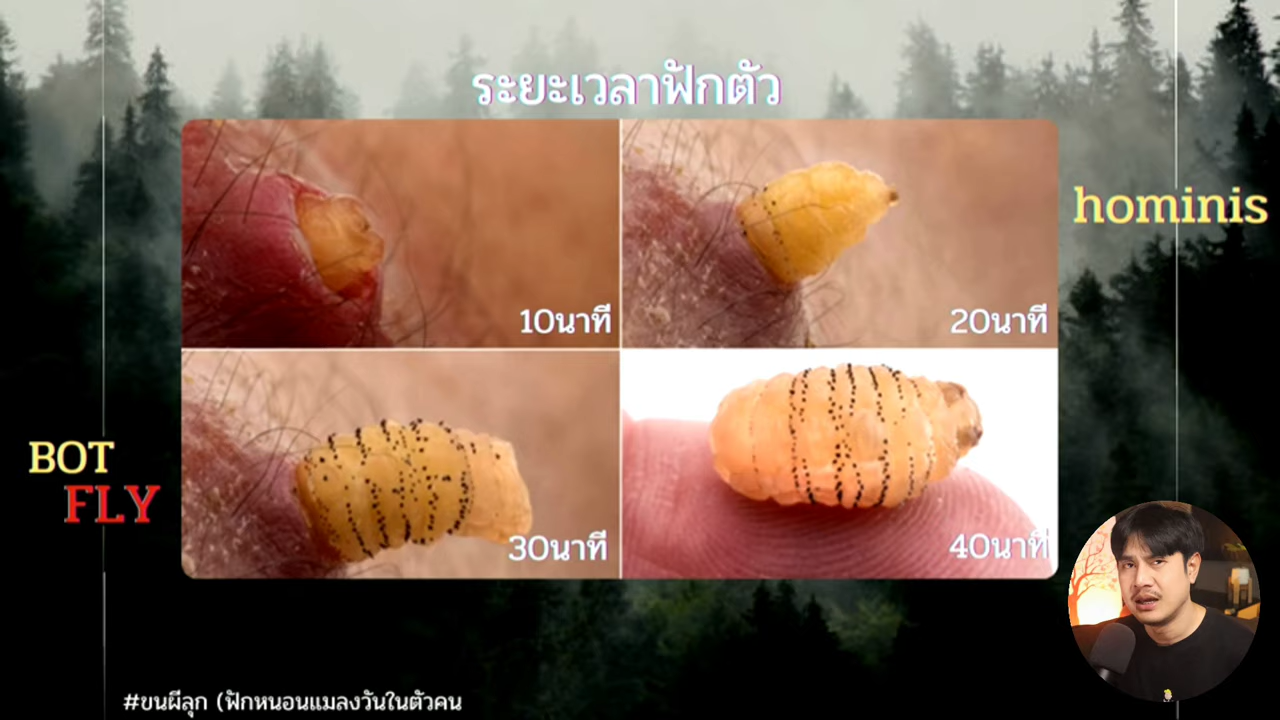 ระยะเวลาฟักตัว
10นาที
20นาที
hominis
BOT
FLY
30นาที
40นาที
#ขนผีลุก (ฟักหนอนแมลงวันในตัวคน